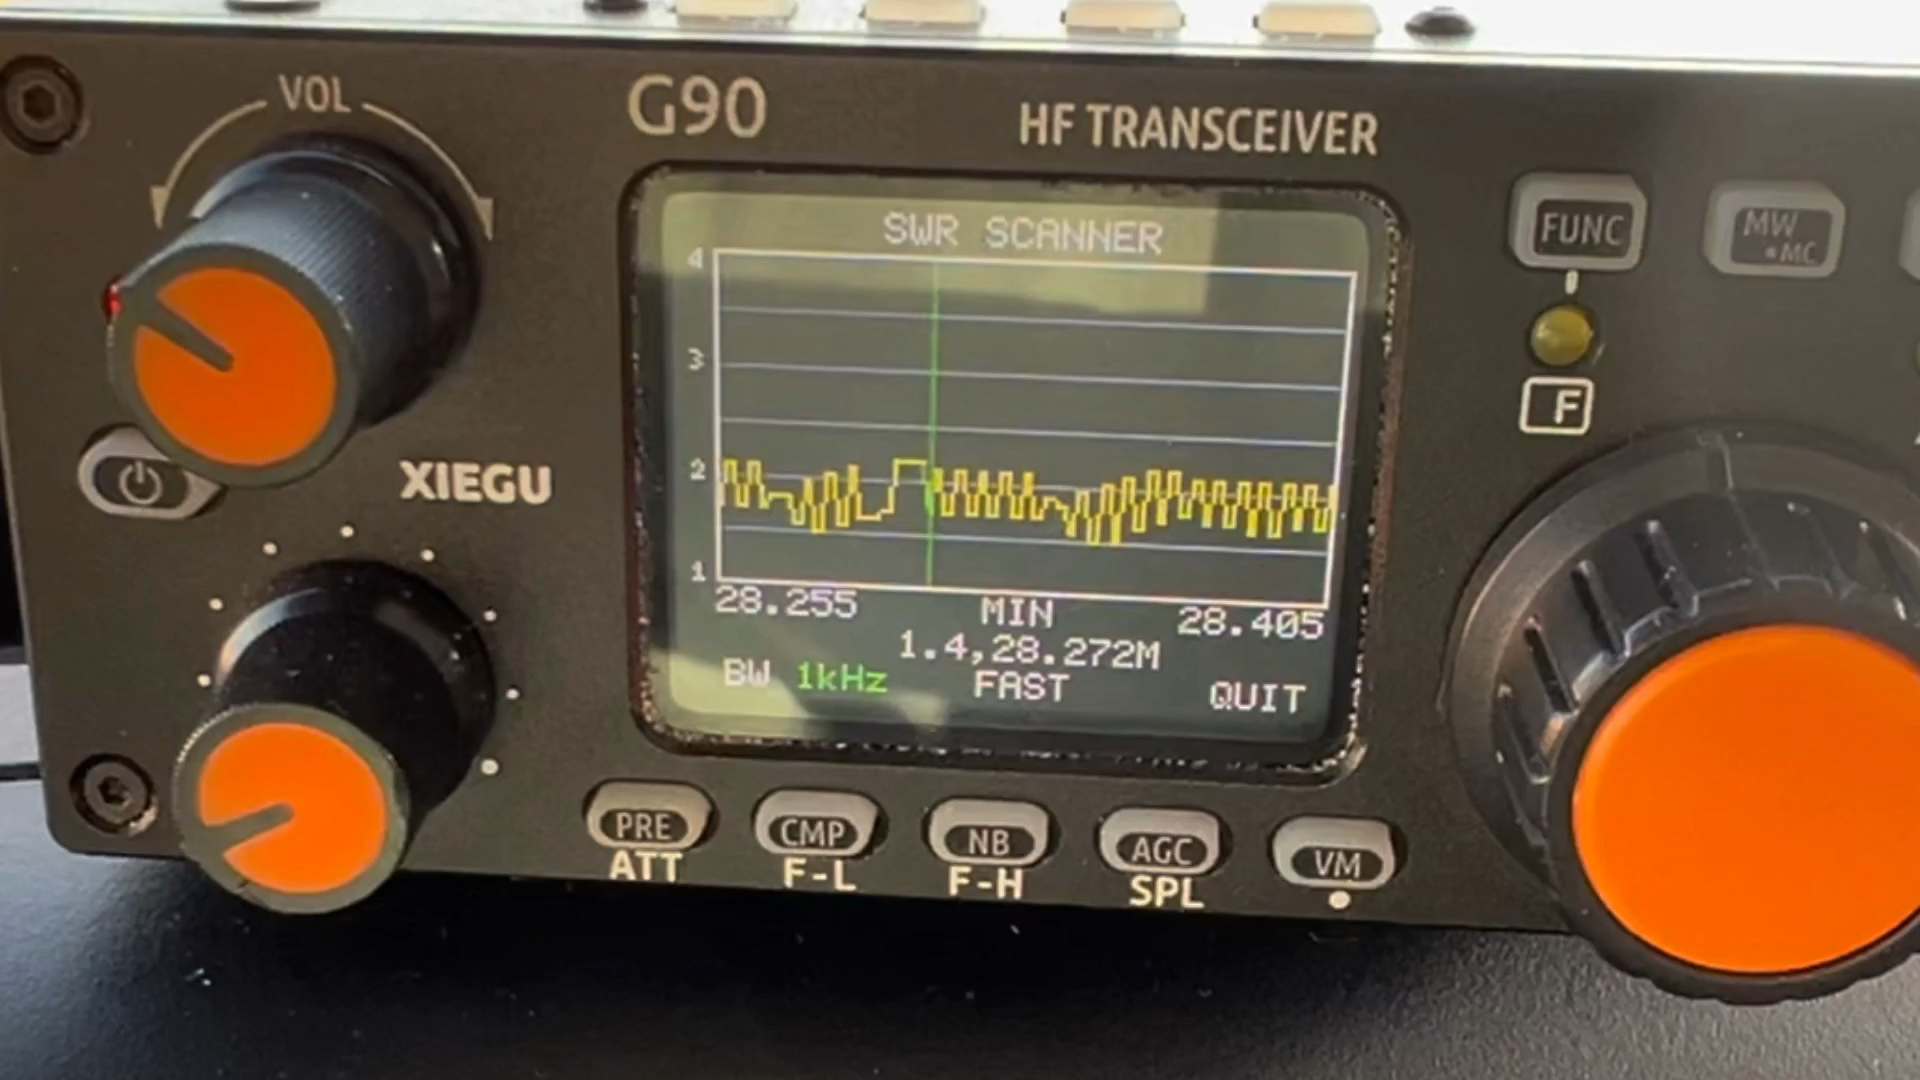 VOL
G90
HF TRANSCEIVER
SWR SCANNER
4
3
2
1
28.255 MIN 28.405
1.4,28.272M
BW 1kHz FAST QUIT
FUNC
MW
MC
F
XIEGU
PRE CMP NB AGC VM
ATT F-L F-H SPL